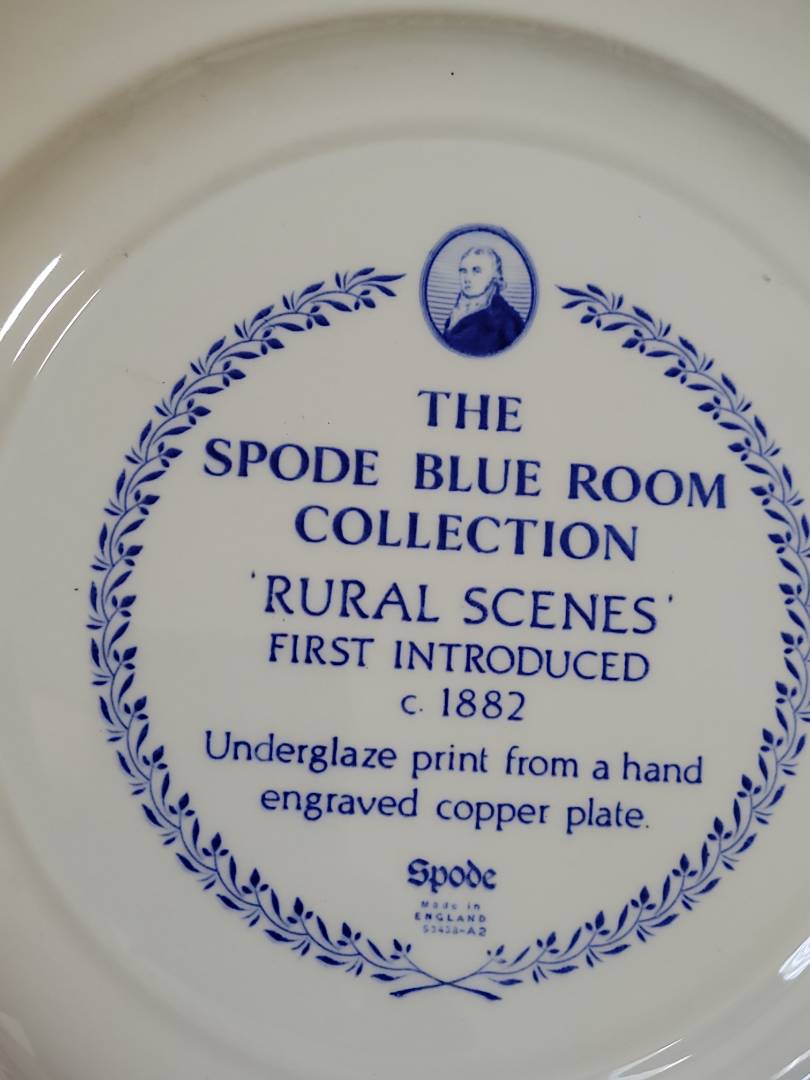 THE
SPODE BLUE ROOM
COLLECTION
'RURAL SCENES'
FIRST INTRODUCED
c. 1882
Underglaze print from a hand
engraved copper plate.
Spode
Made in
ENGLAND